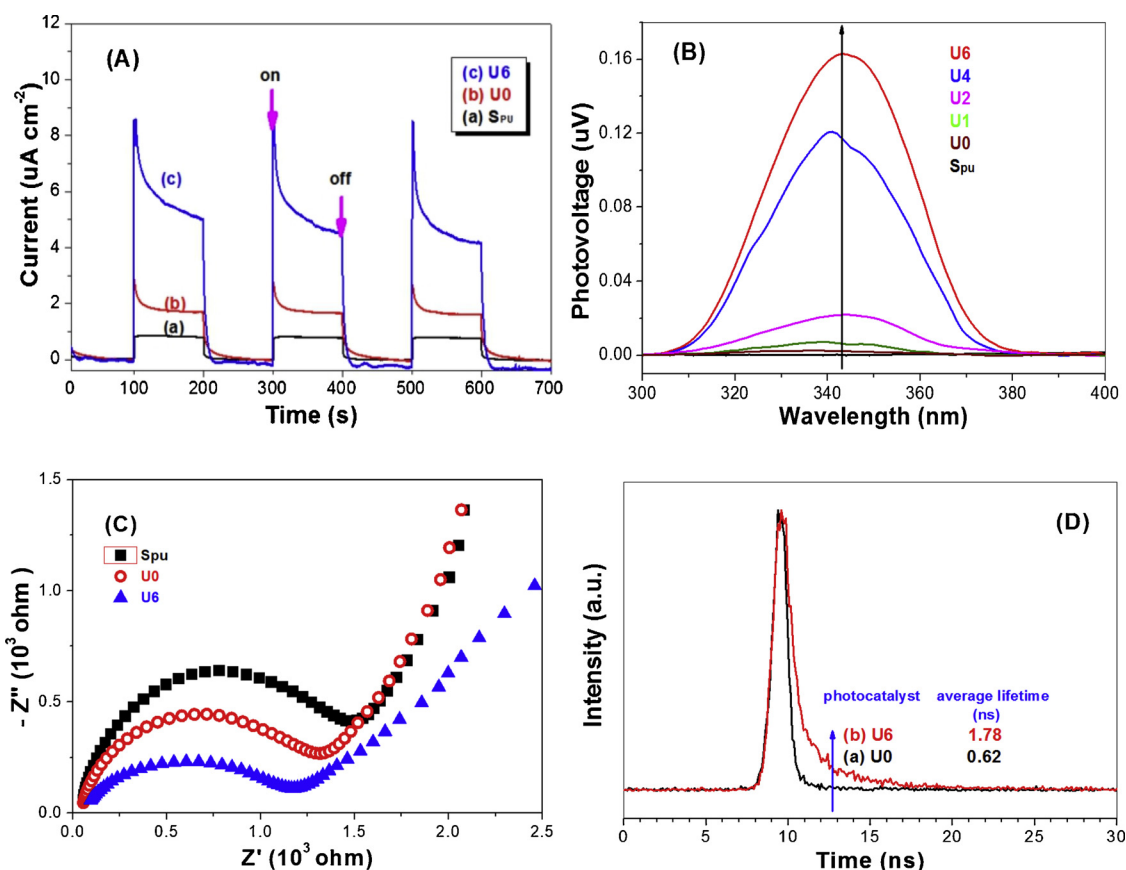 (A)
12
10
8
6
4
2
0
Current (uA cm-2)
0 100 200 300 400 500 600 700
Time (s)
on
off
(c) U6
(b) U0
(a) SPU
(c)
(b)
(a)
(B)
0.16
0.12
0.08
0.04
0.00
Photovoltage (uV)
300 320 340 360 380 400
Wavelength (nm)
U6
U4
U2
U1
U0
Spu
(C)
1.5
1.0
0.5
0.0
- Z'' (10³ ohm)
0.0 0.5 1.0 1.5 2.0 2.5
Z' (10³ ohm)
Spu
U0
U6
(D)
Intensity (a.u.)
photocatalyst average lifetime
(ns)
(b) U6 1.78
(a) U0 0.62
0 5 10 15 20 25 30
Time (ns)